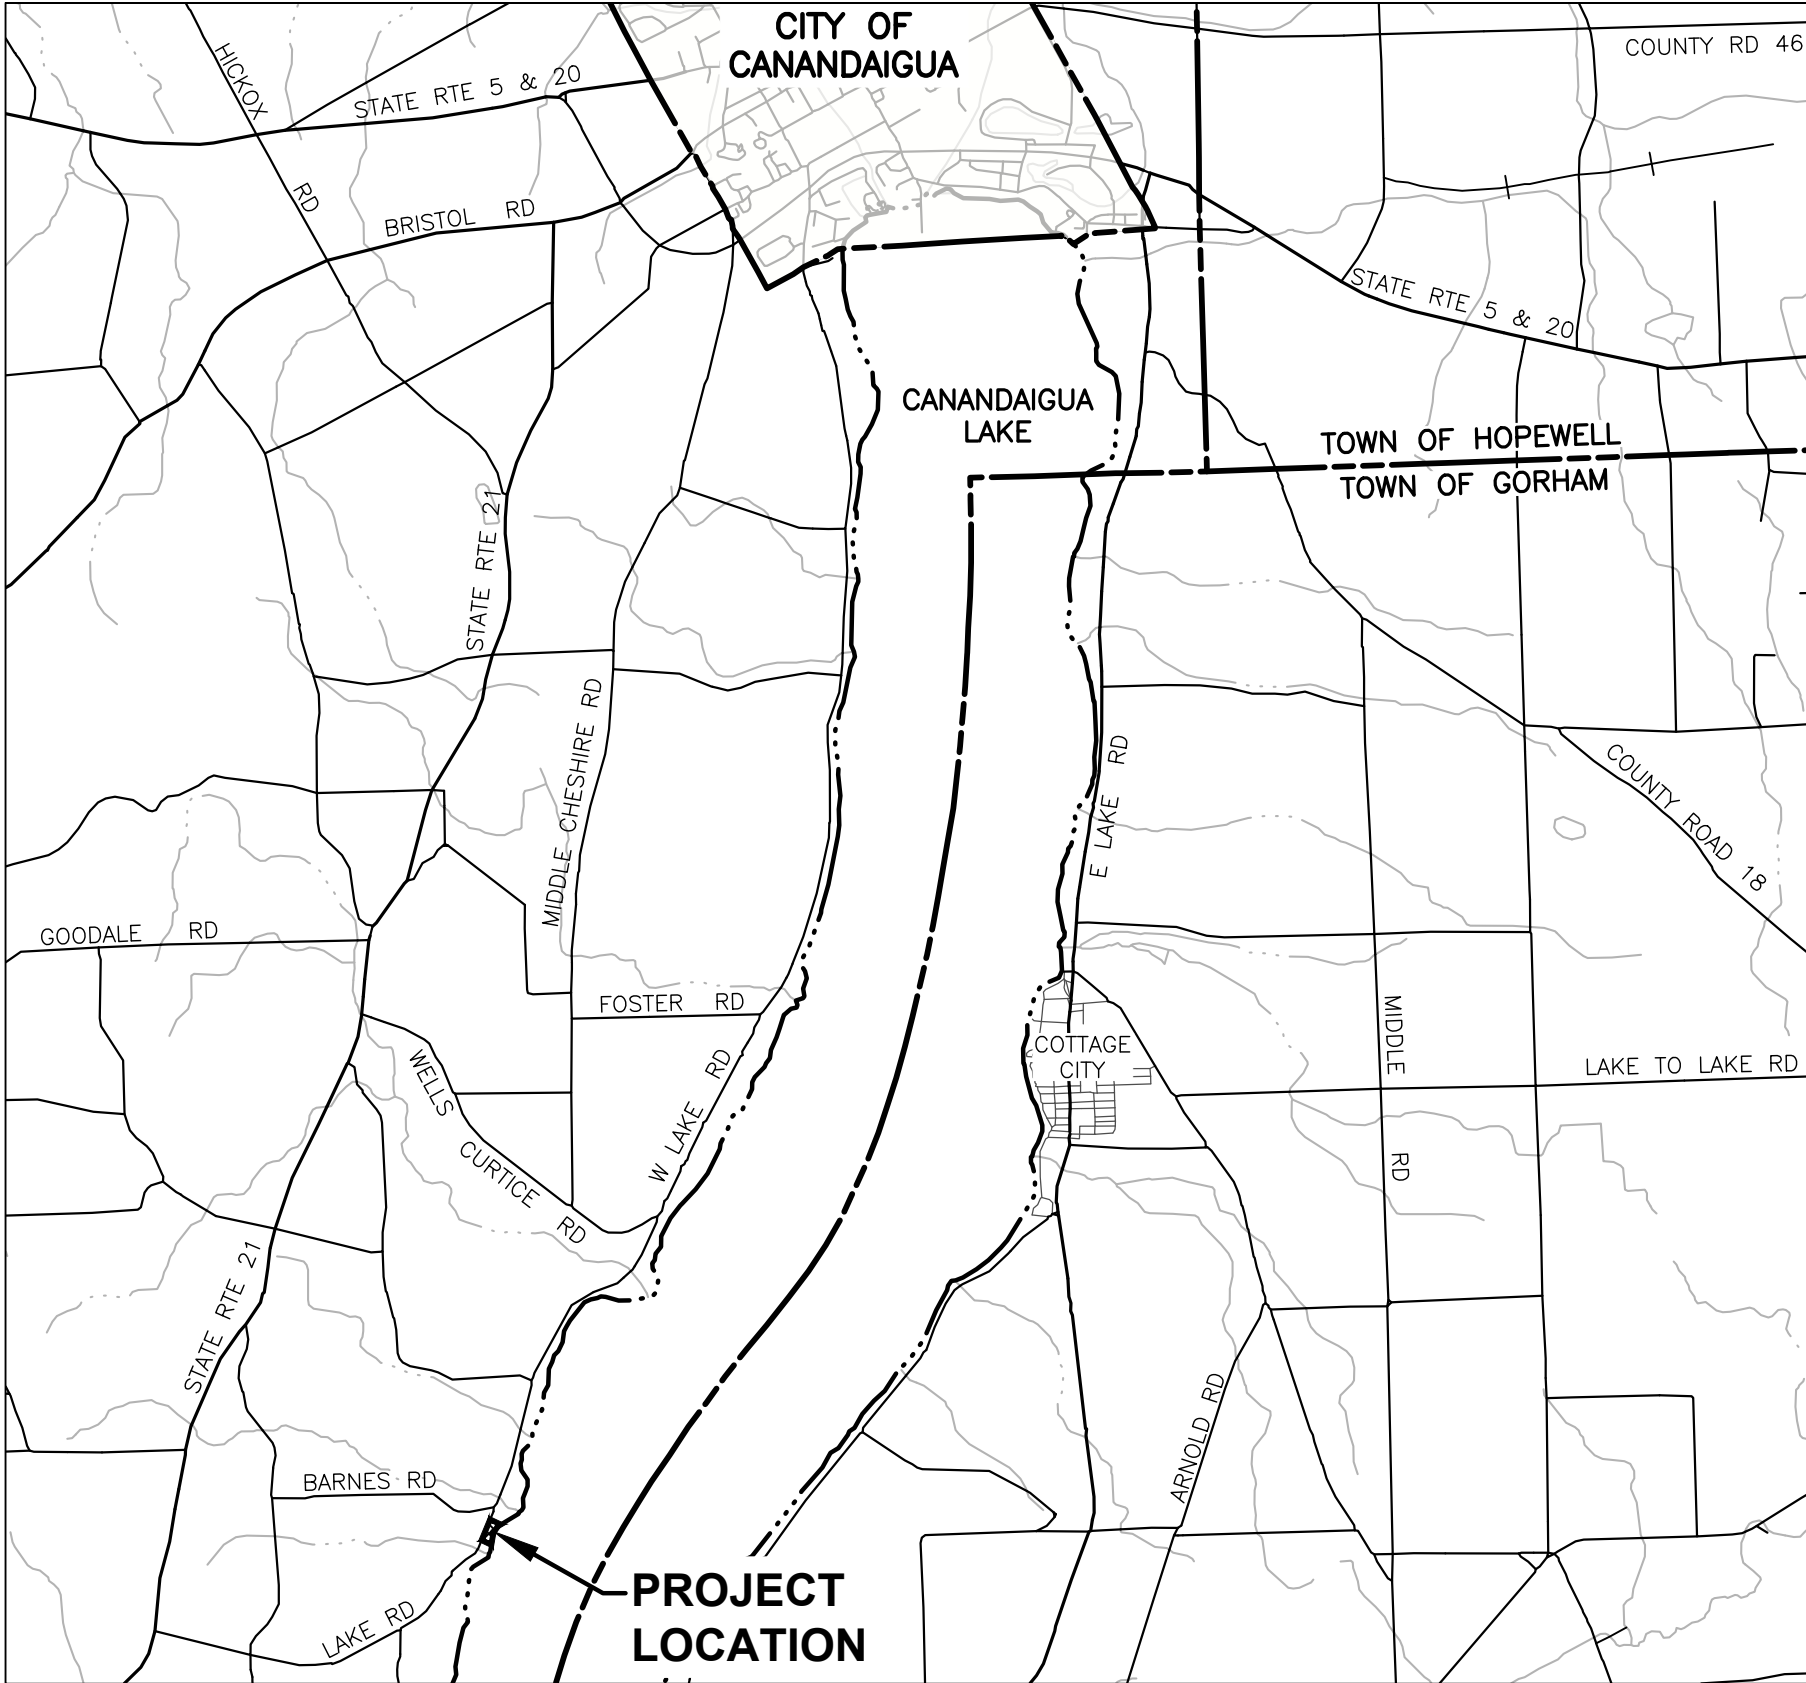 CITY OF
CANANDAIGUA
COUNTY RD 46
HICKOX RD
STATE RTE 5 & 20
BRISTOL RD
STATE RTE 5 & 20
CANANDAIGUA
LAKE
TOWN OF HOPEWELL
TOWN OF GORHAM
STATE RTE 21
MIDDLE CHESHIRE RD
E LAKE RD
COUNTY ROAD 18
GOODALE RD
FOSTER RD
W LAKE RD
WELLS CURTICE RD
COTTAGE
CITY
MIDDLE RD
LAKE TO LAKE RD
STATE RTE 21
ARNOLD RD
BARNES RD
LAKE RD
PROJECT
LOCATION